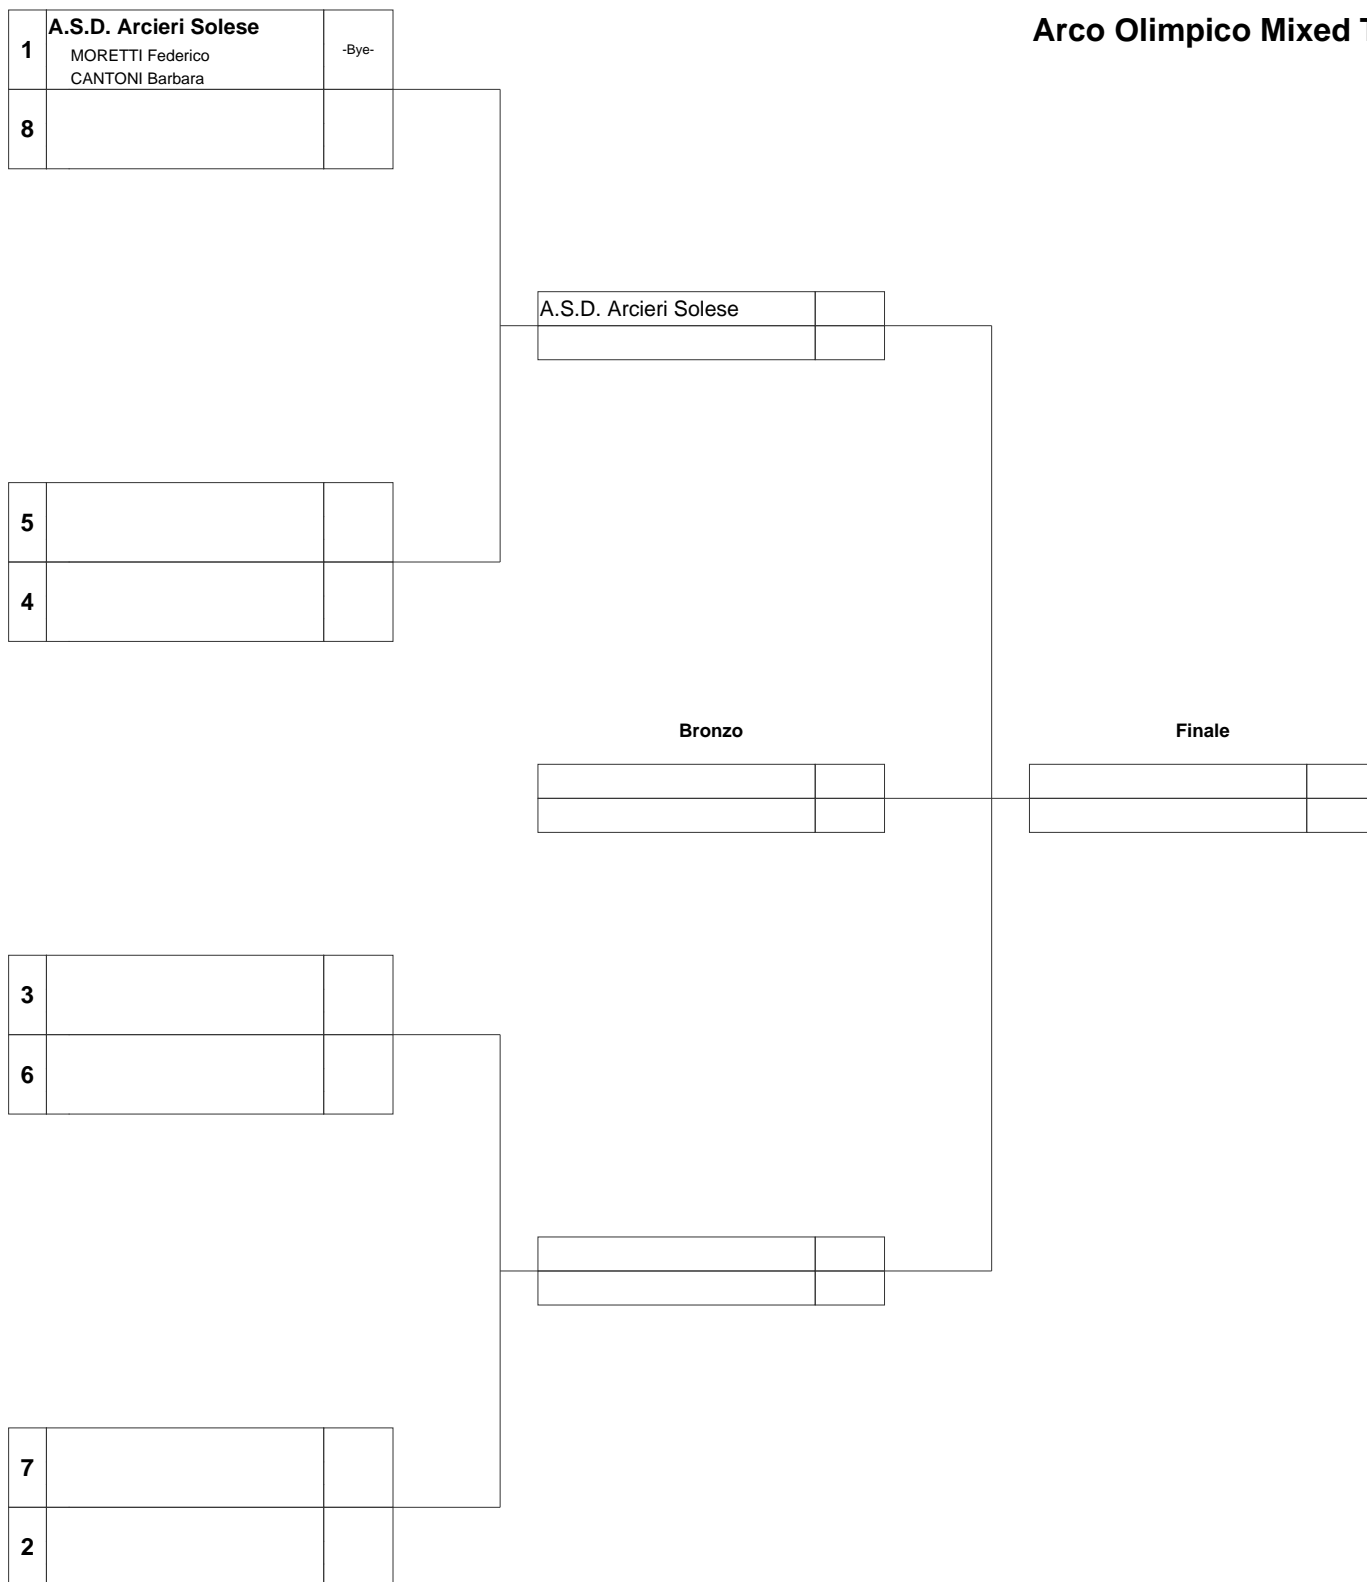 Arco Olimpico Mixed
1
A.S.D. Arcieri Solese
MORETTI Federico
CANTONI Barbara
-Bye-
8
A.S.D. Arcieri Solese
5
4
Bronzo
Finale
3
6
7
2